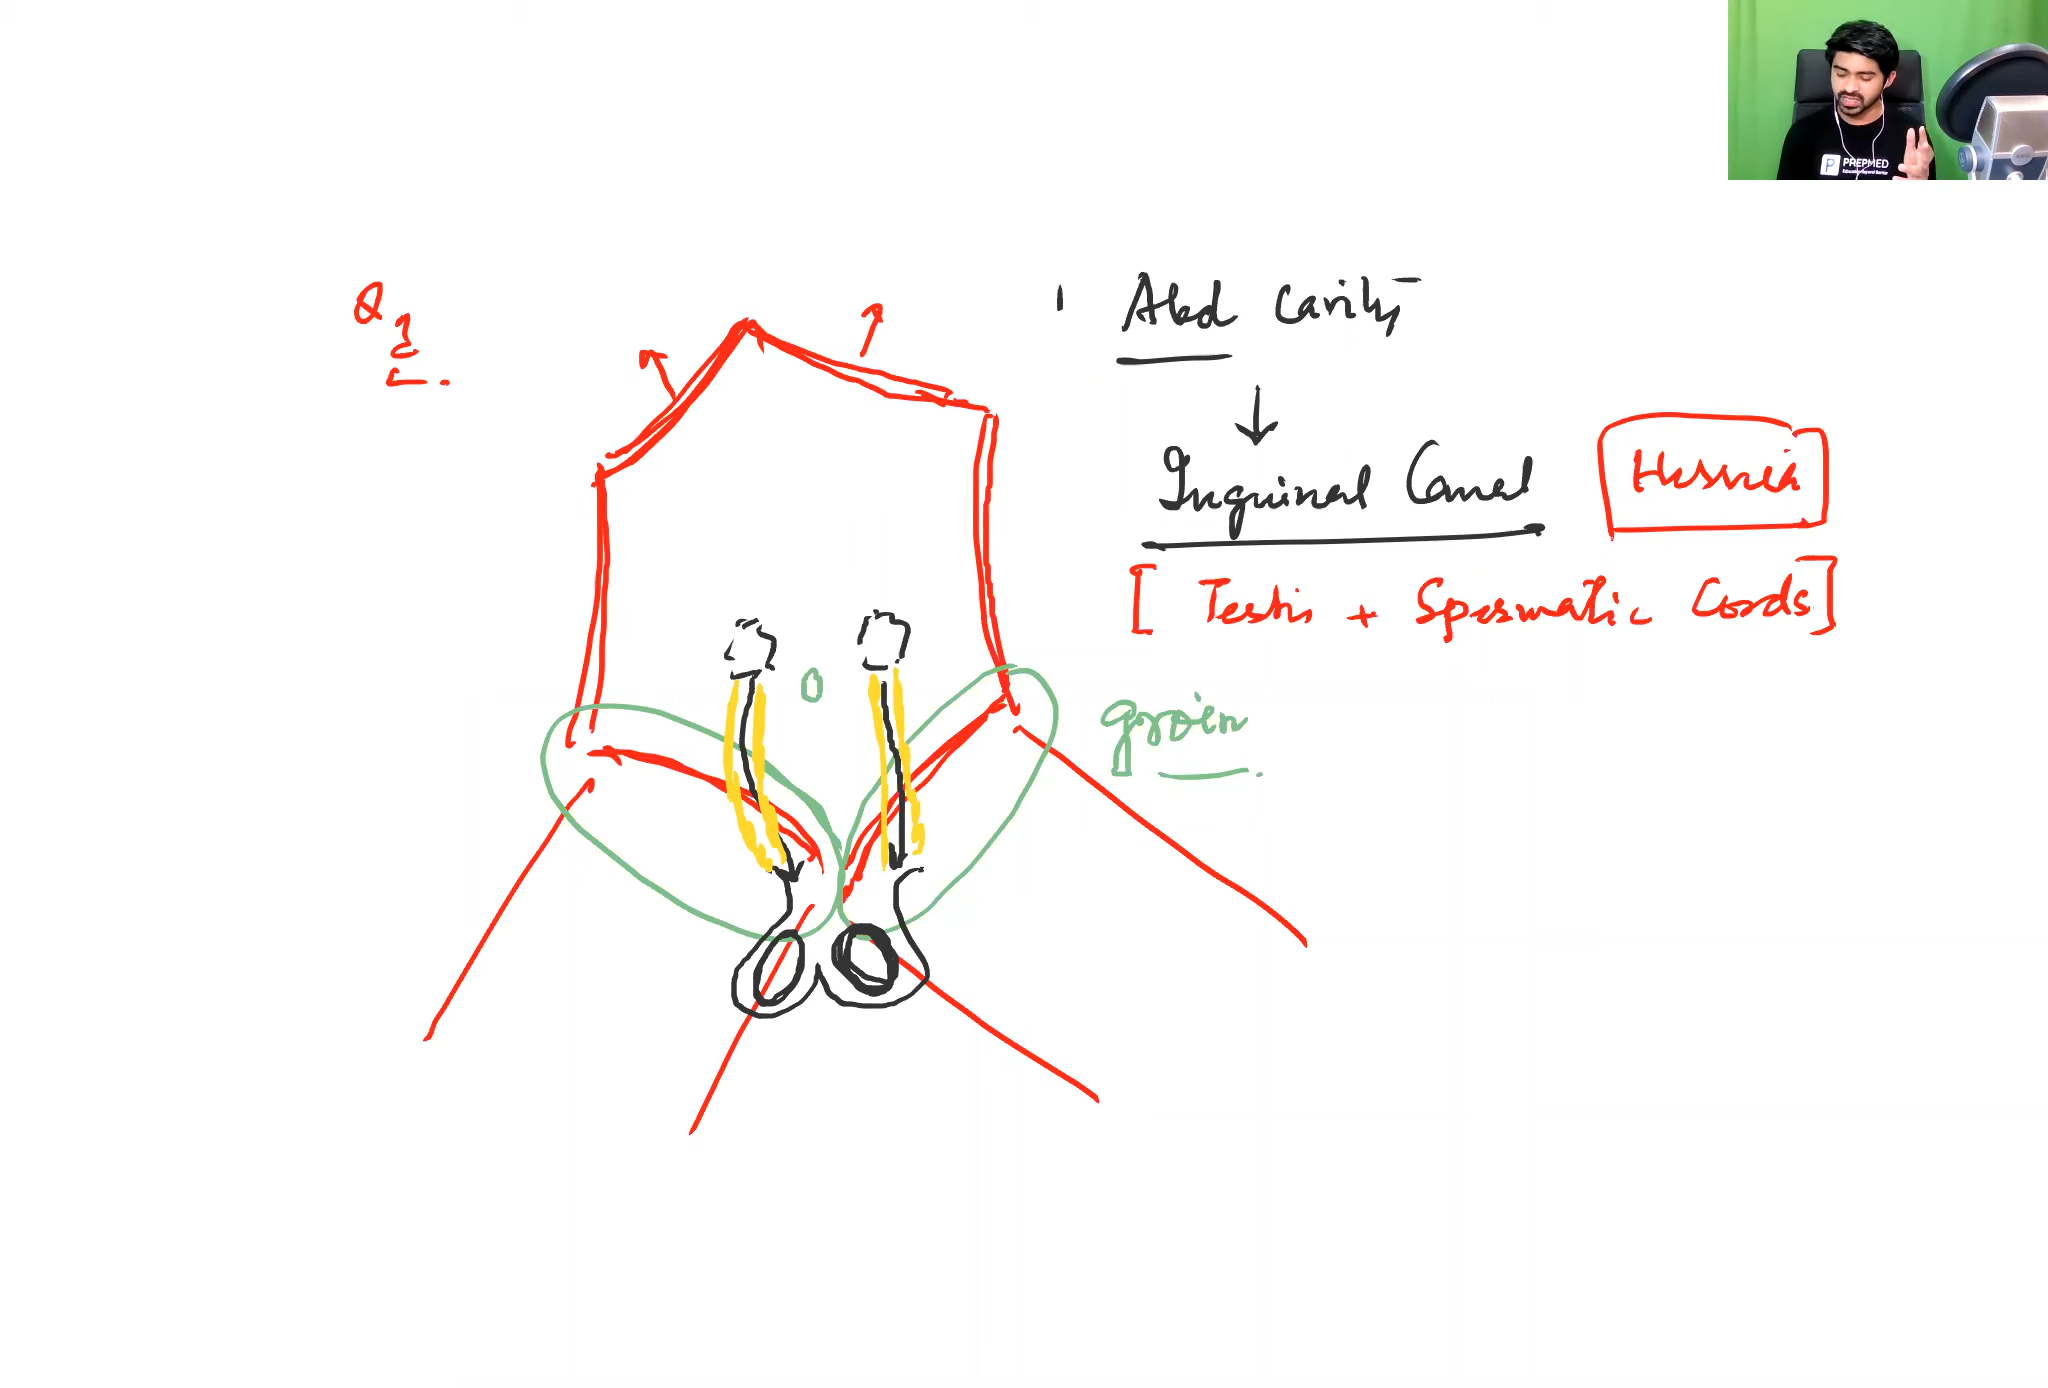 PREPMED
Q
Abd Cavity
Inguinal Canal
Hernia
[ Testis + Spermatic Cords ]
groin